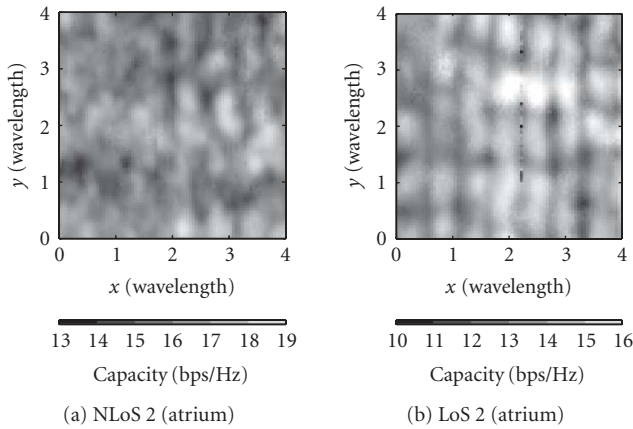 4
3
2
1
0
y (wavelength)
0 1 2 3 4
x (wavelength)
13 14 15 16 17 18 19
Capacity (bps/Hz)
(a) NLoS 2 (atrium)
4
3
2
1
0
y (wavelength)
0 1 2 3 4
x (wavelength)
10 11 12 13 14 15 16
Capacity (bps/Hz)
(b) LoS 2 (atrium)